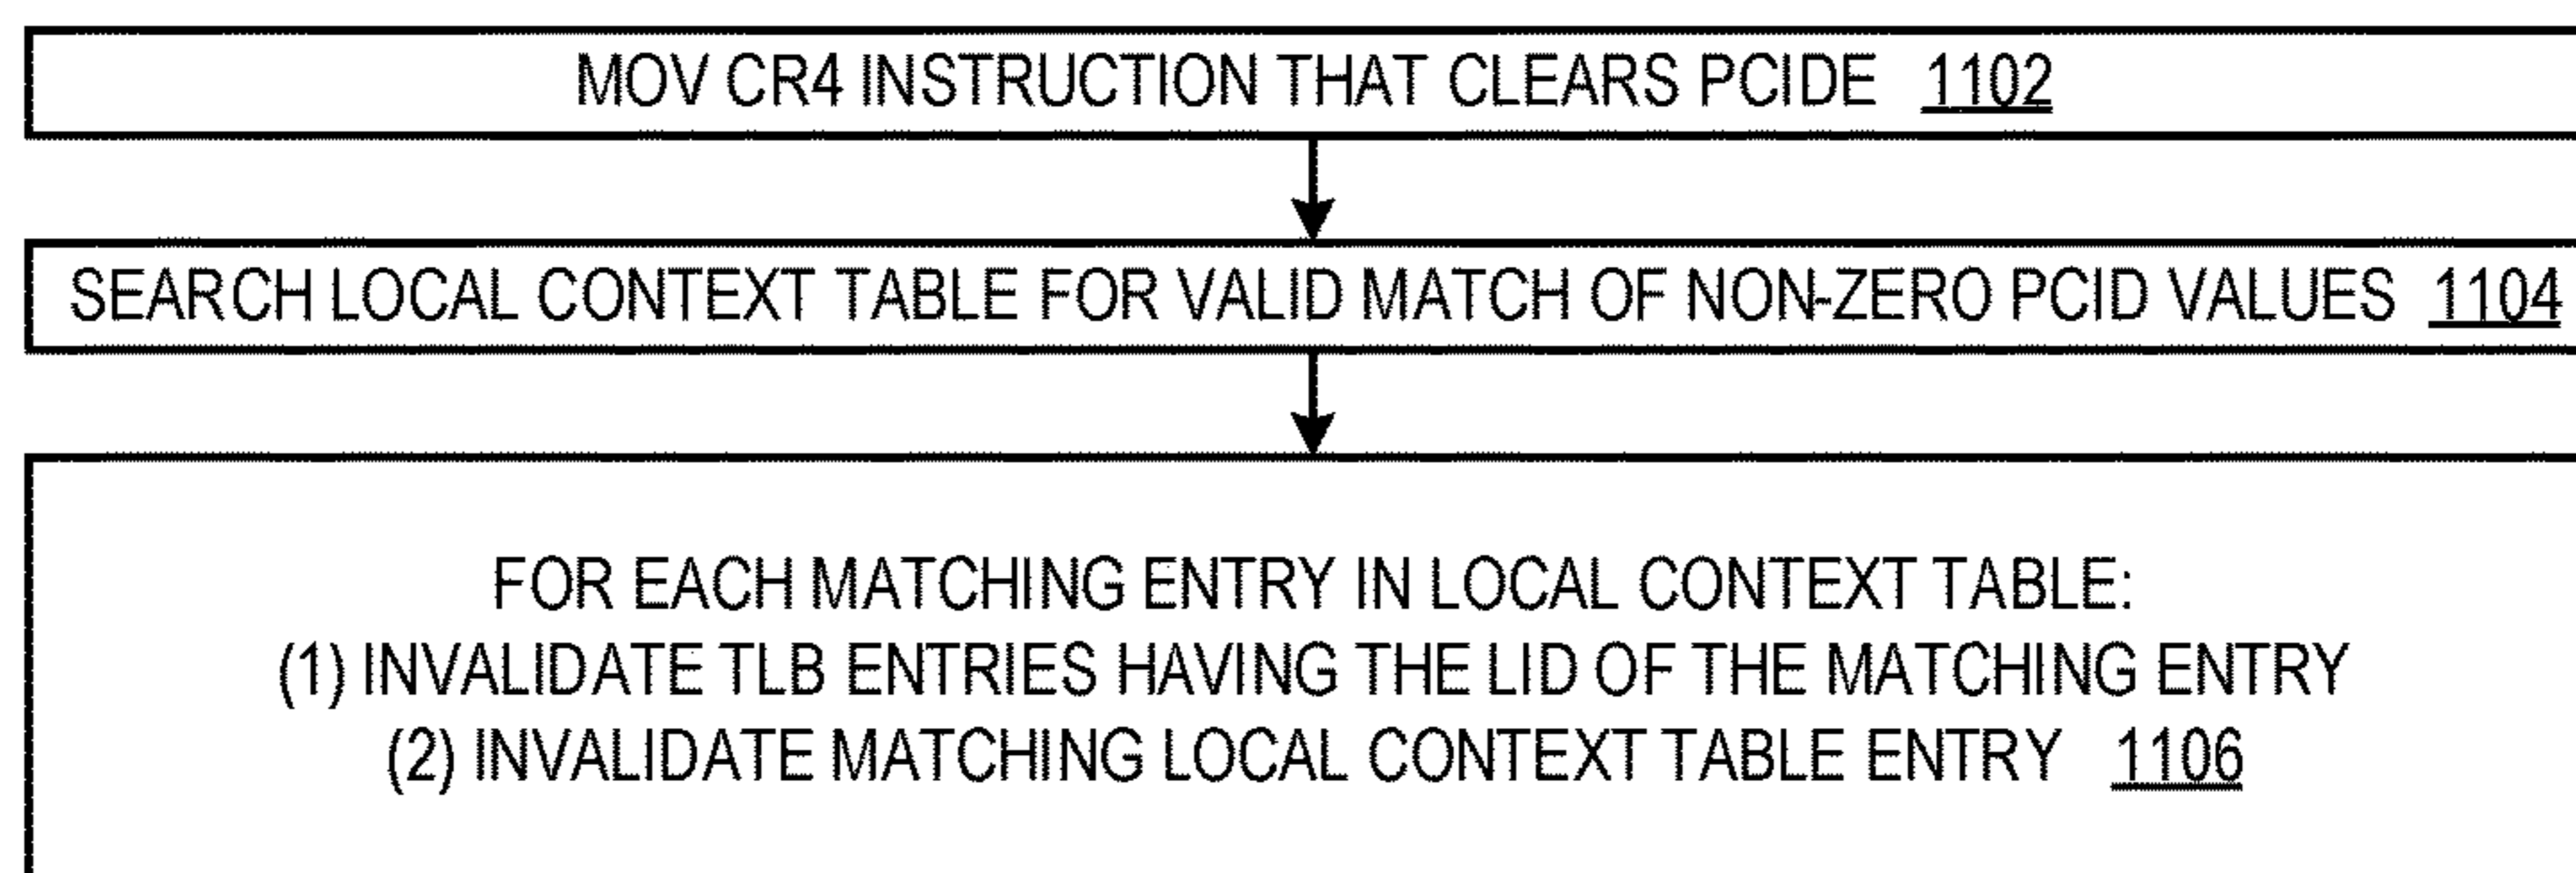 MOV CR4 INSTRUCTION THAT CLEARS PCIDE 1102
SEARCH LOCAL CONTEXT TABLE FOR VALID MATCH OF NON-ZERO PCID VALUES 1104
FOR EACH MATCHING ENTRY IN LOCAL CONTEXT TABLE:
(1) INVALIDATE TLB ENTRIES HAVING THE LID OF THE MATCHING ENTRY
(2) INVALIDATE MATCHING LOCAL CONTEXT TABLE ENTRY 1106